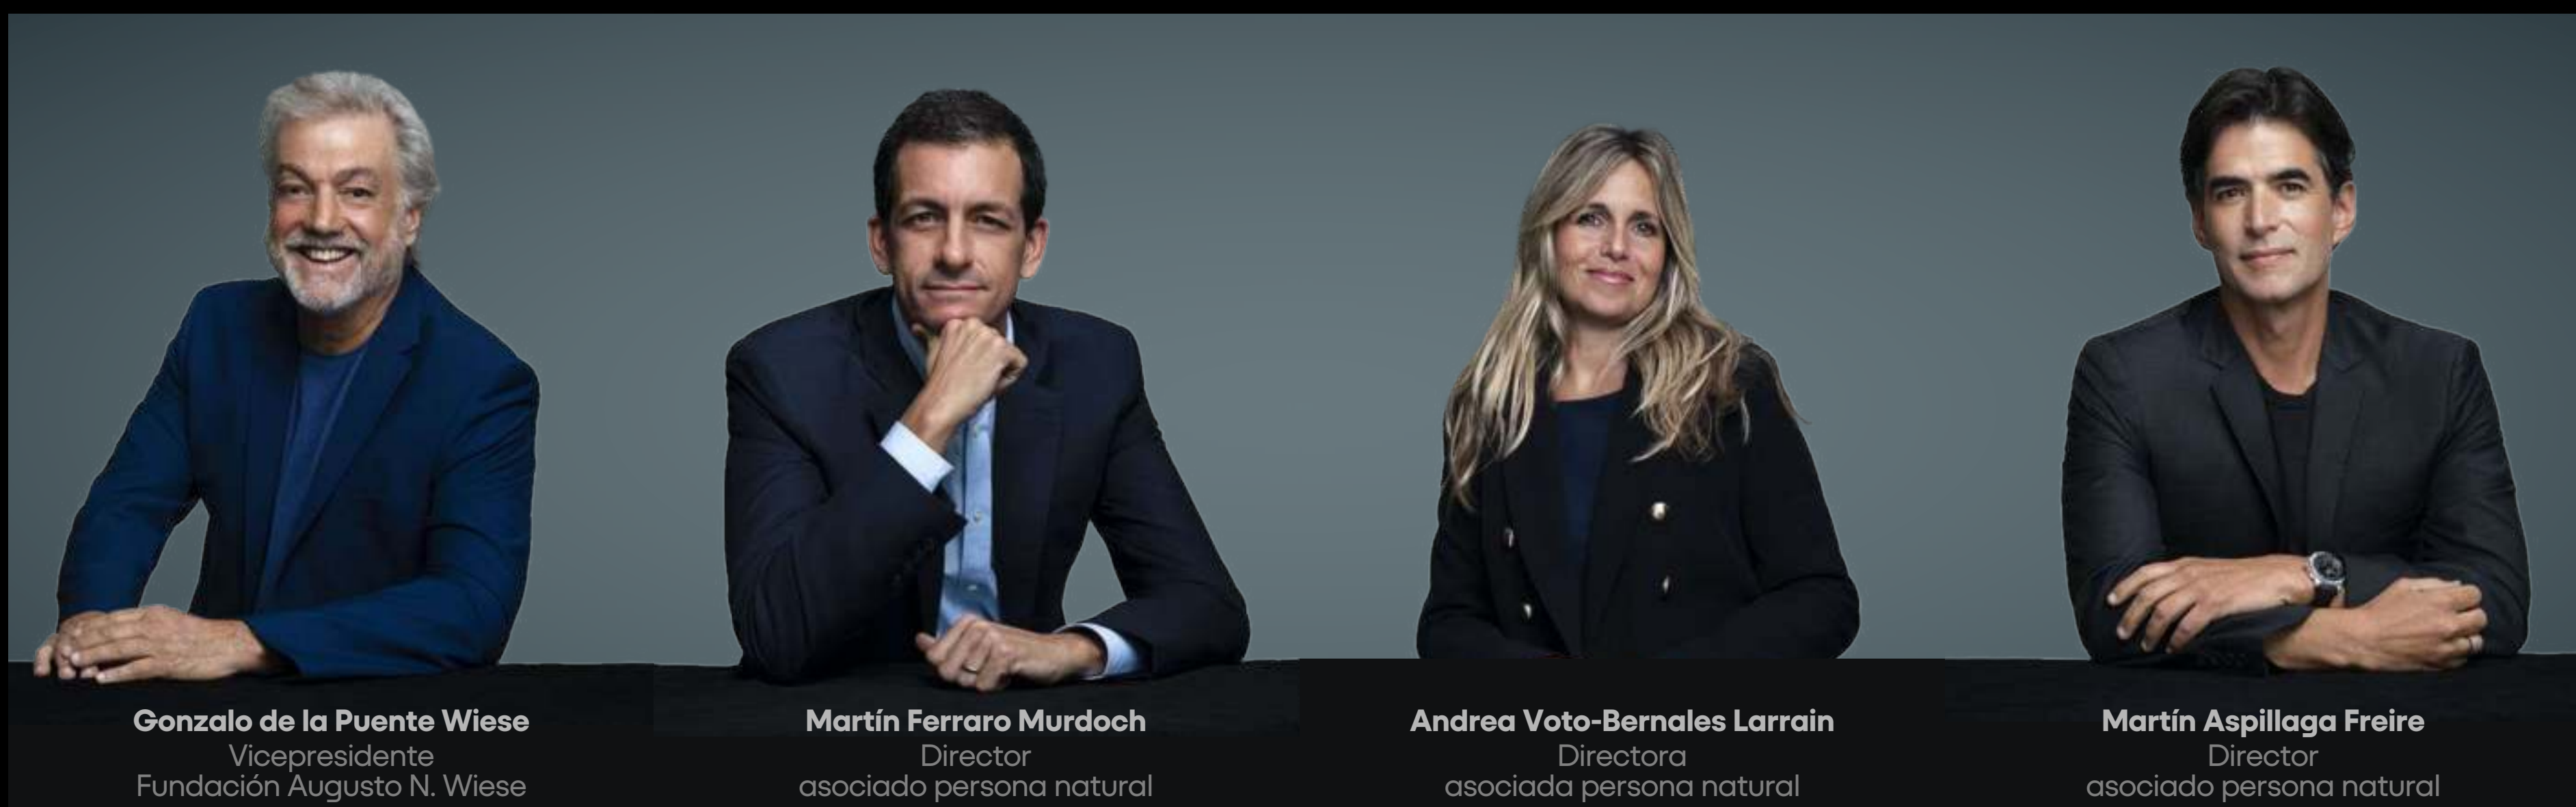 Gonzalo de la Puente Wiese
Vicepresidente
Fundación Augusto N. Wiese
Martín Ferraro Murdoch
Director
asociado persona natural
Andrea Voto-Bernales Larrain
Directora
asociada persona natural
Martín Aspillaga Freire
Director
asociado persona natural